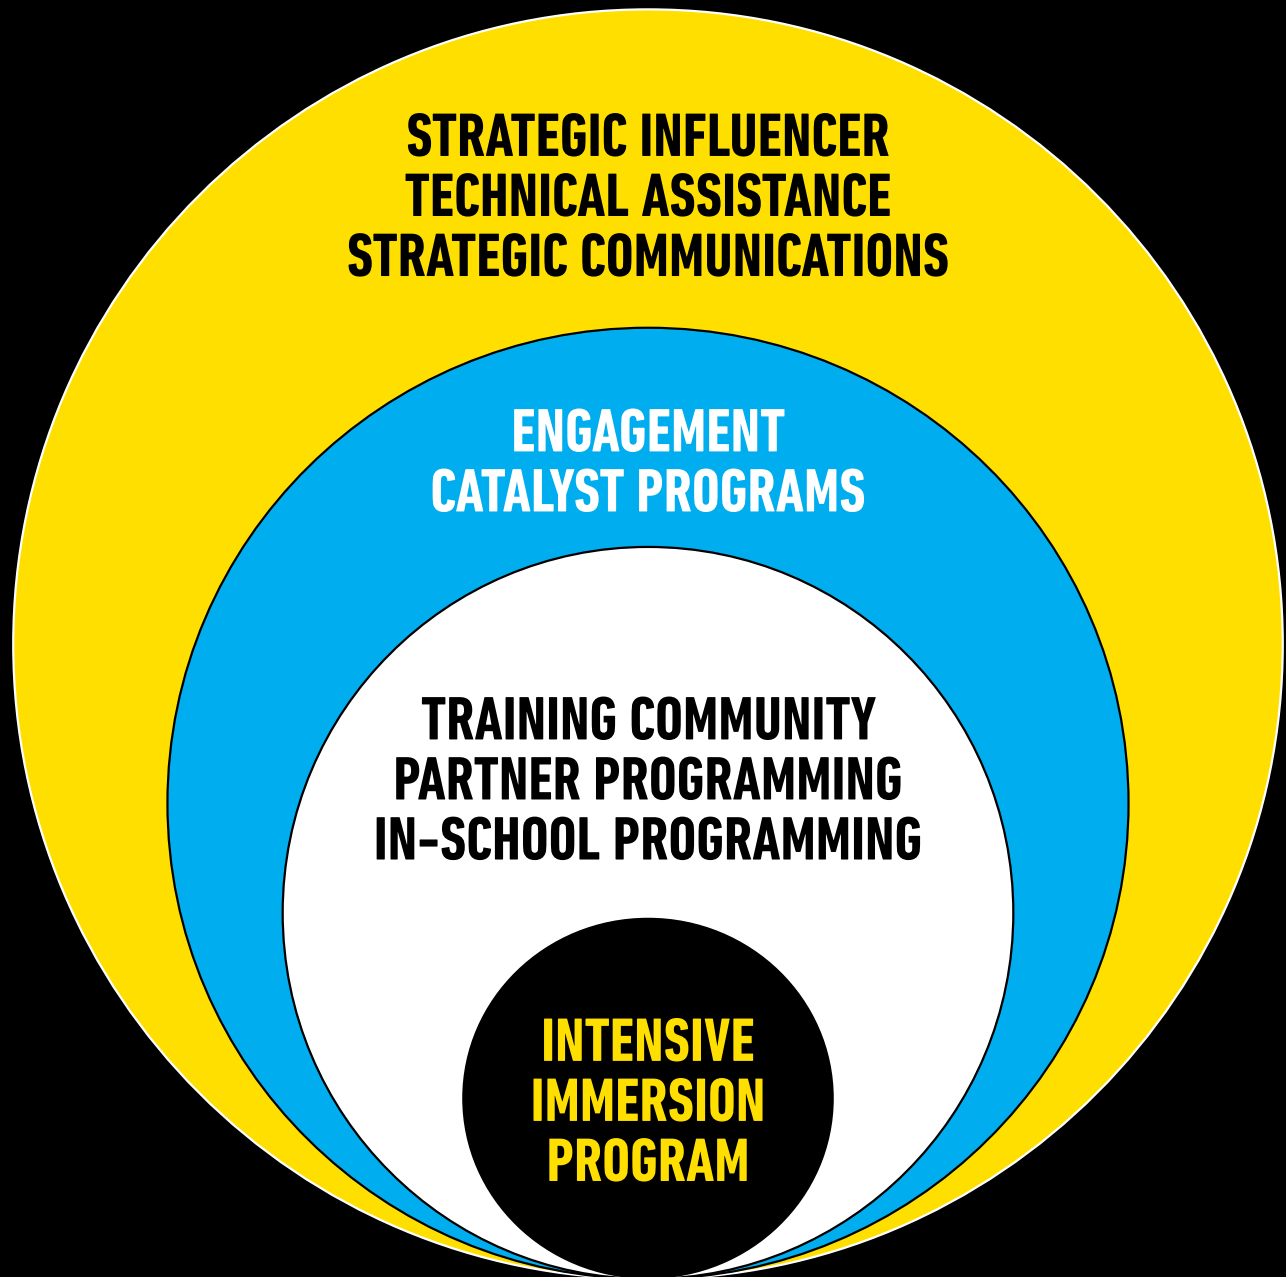 STRATEGIC INFLUENCER
TECHNICAL ASSISTANCE
STRATEGIC COMMUNICATIONS
ENGAGEMENT
CATALYST PROGRAMS
TRAINING COMMUNITY
PARTNER PROGRAMMING
IN-SCHOOL PROGRAMMING
INTENSIVE
IMMERSION
PROGRAM